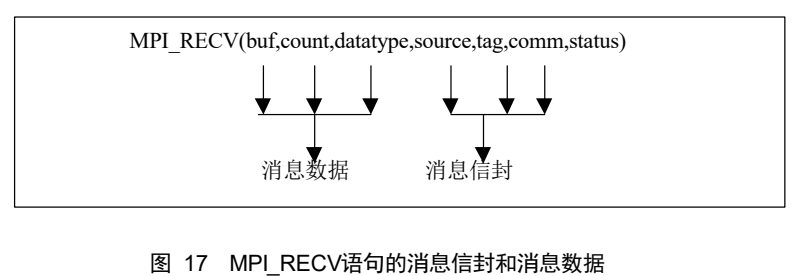 MPI_RECV(buf,count,datatype,source,tag,comm,status)
消息数据 消息信封
图 17 MPI_RECV语句的消息信封和消息数据